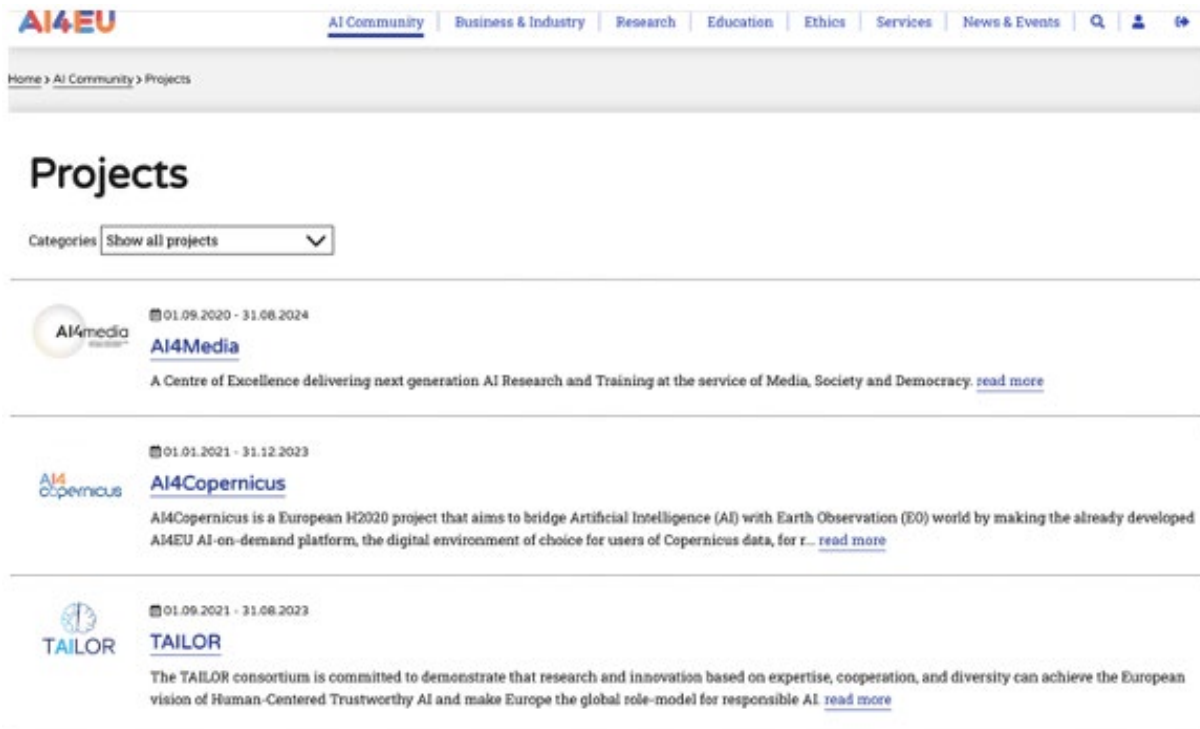 AI4EU
AI Community Business & Industry Research Education Ethics Services News & Events
Home > AI Community > Projects
Projects
Categories Show all projects
AI4media
01.09.2020 - 31.08.2024
AI4Media
A Centre of Excellence delivering next generation AI Research and Training at the service of Media, Society and Democracy. read more
AI4
copernicus
01.01.2021 - 31.12.2023
AI4Copernicus
AI4Copernicus is a European H2020 project that aims to bridge Artificial Intelligence (AI) with Earth Observation (EO) world by making the already developed
AI4EU AI-on-demand platform, the digital environment of choice for users of Copernicus data, for r... read more
TAILOR
01.09.2021 - 31.08.2023
TAILOR
The TAILOR consortium is committed to demonstrate that research and innovation based on expertise, cooperation, and diversity can achieve the European
vision of Human-Centered Trustworthy AI and make Europe the global role-model for responsible AI. read more